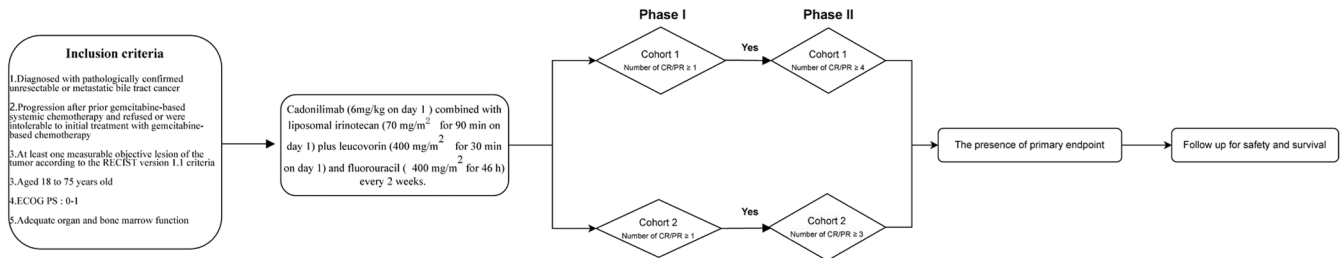 Inclusion criteria
1.Diagnosed with pathologically confirmed
unresectable or metastatic bile tract cancer
2.Progression after prior gemcitabine-based
systemic chemotherapy and refused or were
intolerable to initial treatment with gemcitabine-
based chemotherapy
3.At least one measurable objective lesion of the
tumor according to the RECIST version 1.1 criteria
3.Aged 18 to 75 years old
4.ECOG PS : 0-1
5.Adequate organ and bone marrow function
Cadonilimab (6mg/kg on day 1 ) combined with
liposomal irinotecan (70 mg/m² for 90 min on
day 1) plus leucovorin (400 mg/m² for 30 min
on day 1) and fluorouracil ( 400 mg/m² for 46 h)
every 2 weeks.
Phase I
Cohort 1
Number of CR/PR ≥ 1
Yes
Phase II
Cohort 1
Number of CR/PR ≥ 4
Cohort 2
Number of CR/PR ≥ 1
Yes
Cohort 2
Number of CR/PR ≥ 3
The presence of primary endpoint
Follow up for safety and survival